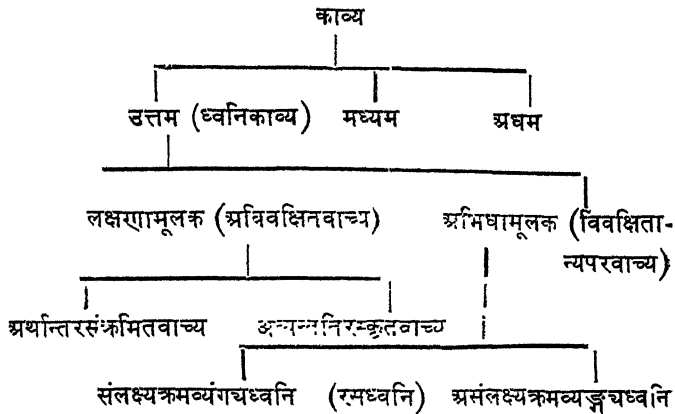 काव्य
उत्तम (ध्वनिकाव्य) मध्यम अधम
लक्षणामूलक (अविवक्षिनवाच्य) अभिधामूलक (विवक्षिता-
न्यपरवाच्य)
अर्थान्तरसंक्रमितवाच्य अत्यन्ततिरस्कृतवाच्य
संलक्ष्यक्रमव्यंगचध्वनि (रसध्वनि) असंलक्ष्यक्रमव्यङ्गचध्वनि